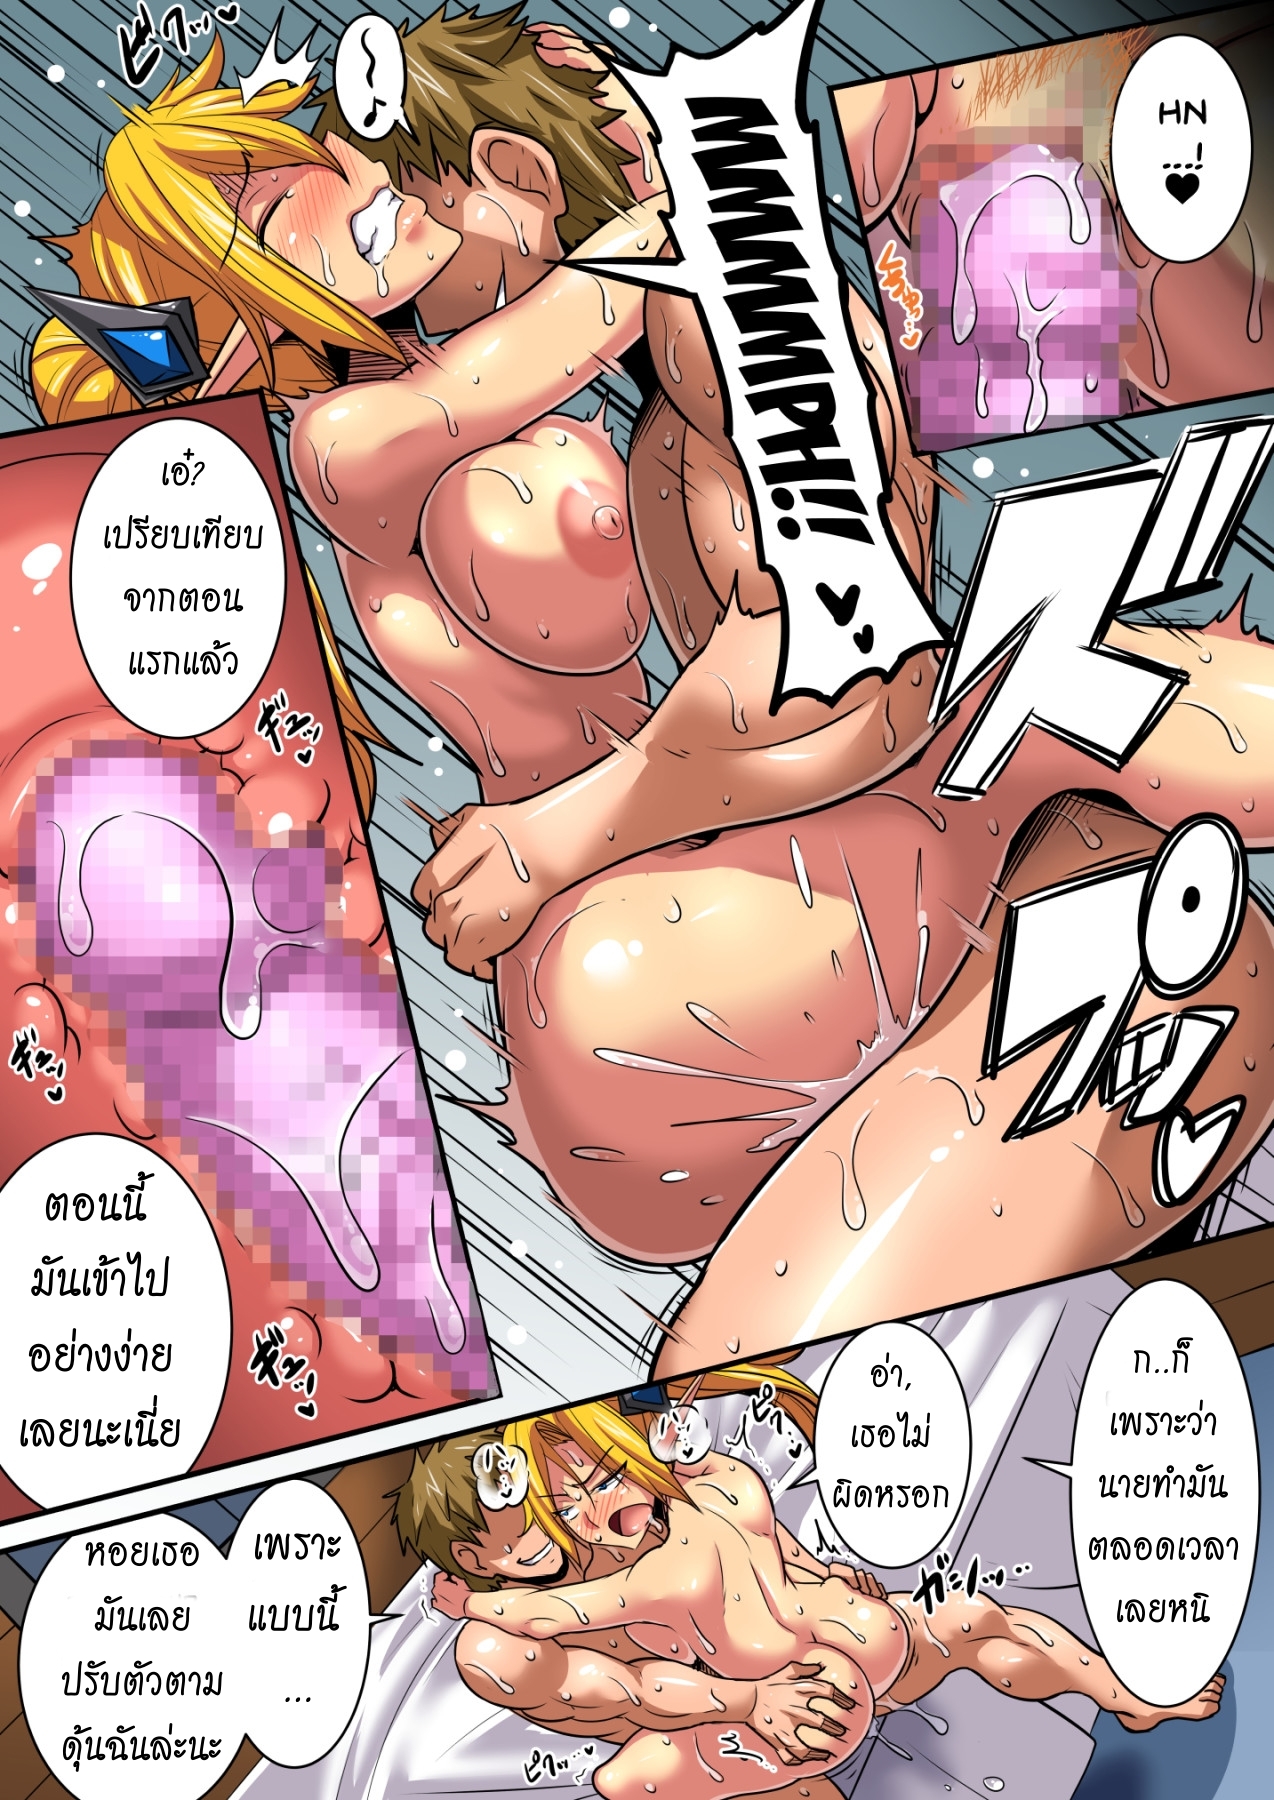 MMMMMMPH!!
HN
...!
เอ๋?
เปรียบเทียบ
จากตอน
แรกแล้ว
ตอนนี้
มันเข้าไป
อย่างง่าย
เลยนะเนี่ย
ก..ก็
เพราะว่า
นายทำมัน
ตลอดเวลา
เลยหนิ
อ่า,
เธอไม่
ผิดหรอก
เพราะ
แบบนี้
...
หอยเธอ
มันเลย
ปรับตัวตาม
ดุ้นฉันล่ะนะ